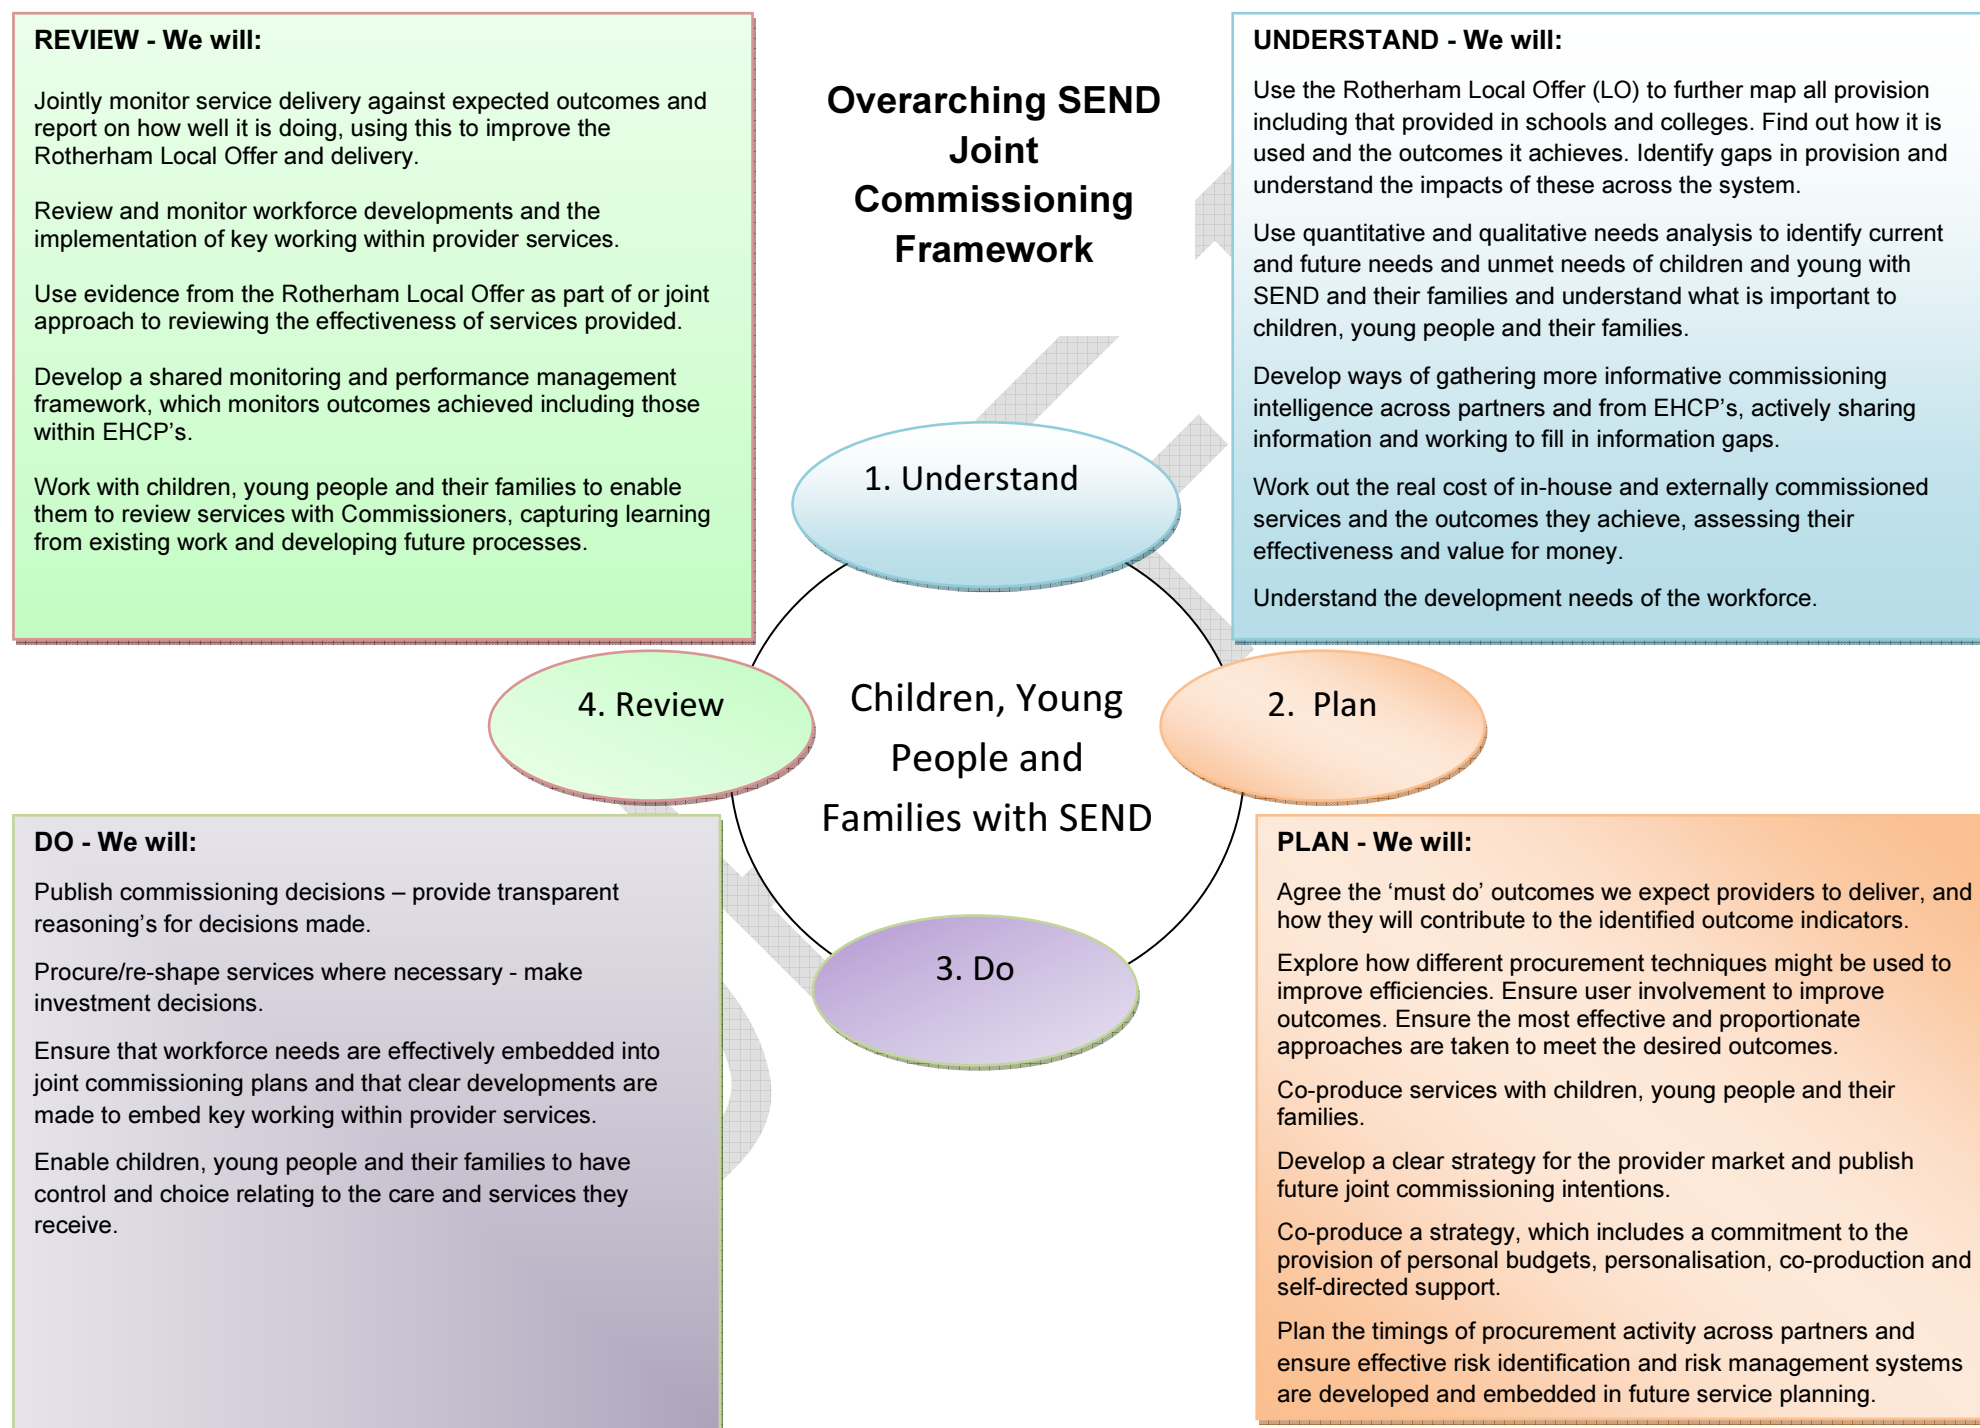 REVIEW - We will:
Jointly monitor service delivery against expected outcomes and
report on how well it is doing, using this to improve the
Rotherham Local Offer and delivery.
Review and monitor workforce developments and the
implementation of key working within provider services.
Use evidence from the Rotherham Local Offer as part of or joint
approach to reviewing the effectiveness of services provided.
Develop a shared monitoring and performance management
framework, which monitors outcomes achieved including those
within EHCP’s.
Work with children, young people and their families to enable
them to review services with Commissioners, capturing learning
from existing work and developing future processes.
Overarching SEND
Joint
Commissioning
Framework
UNDERSTAND - We will:
Use the Rotherham Local Offer (LO) to further map all provision
including that provided in schools and colleges. Find out how it is
used and the outcomes it achieves. Identify gaps in provision and
understand the impacts of these across the system.
Use quantitative and qualitative needs analysis to identify current
and future needs and unmet needs of children and young with
SEND and their families and understand what is important to
children, young people and their families.
Develop ways of gathering more informative commissioning
intelligence across partners and from EHCP’s, actively sharing
information and working to fill in information gaps.
Work out the real cost of in-house and externally commissioned
services and the outcomes they achieve, assessing their
effectiveness and value for money.
Understand the development needs of the workforce.
1. Understand
4. Review
Children, Young
People and
Families with SEND
2. Plan
3. Do
DO - We will:
Publish commissioning decisions – provide transparent
reasoning’s for decisions made.
Procure/re-shape services where necessary - make
investment decisions.
Ensure that workforce needs are effectively embedded into
joint commissioning plans and that clear developments are
made to embed key working within provider services.
Enable children, young people and their families to have
control and choice relating to the care and services they
receive.
PLAN - We will:
Agree the ‘must do’ outcomes we expect providers to deliver, and
how they will contribute to the identified outcome indicators.
Explore how different procurement techniques might be used to
improve efficiencies. Ensure user involvement to improve
outcomes. Ensure the most effective and proportionate
approaches are taken to meet the desired outcomes.
Co-produce services with children, young people and their
families.
Develop a clear strategy for the provider market and publish
future joint commissioning intentions.
Co-produce a strategy, which includes a commitment to the
provision of personal budgets, personalisation, co-production and
self-directed support.
Plan the timings of procurement activity across partners and
ensure effective risk identification and risk management systems
are developed and embedded in future service planning.